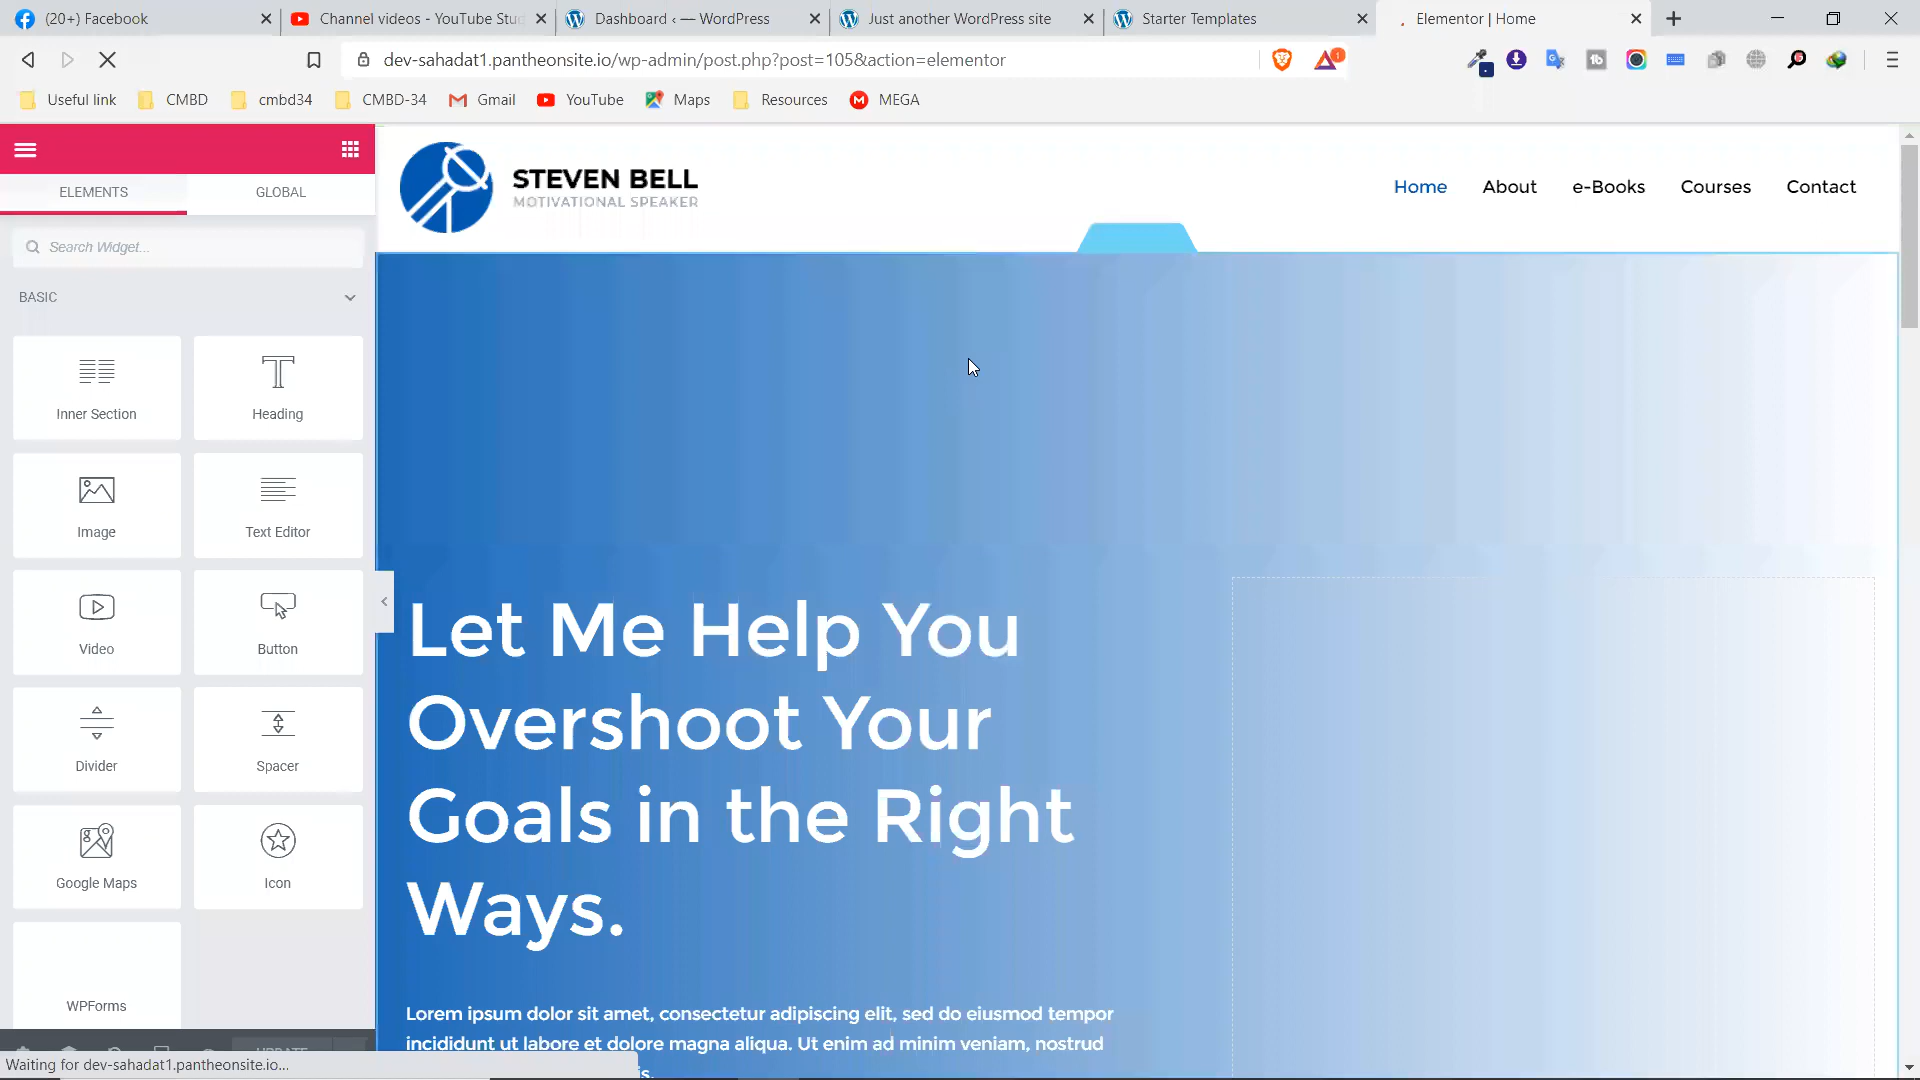 (20+) Facebook
Channel videos - YouTube Stu
Dashboard ‹ — WordPress
Just another WordPress site
Starter Templates
Elementor | Home
dev-sahadat1.pantheonsite.io/wp-admin/post.php?post=105&action=elementor
1
Useful link
CMBD
cmbd34
CMBD-34
Gmail
YouTube
Maps
Resources
MEGA
ELEMENTS
GLOBAL
Search Widget...
BASIC
Inner Section
Heading
Image
Text Editor
Video
Button
Divider
Spacer
Google Maps
Icon
WPForms
UPDATE
Waiting for dev-sahadat1.pantheonsite.io...
STEVEN BELL
MOTIVATIONAL SPEAKER
Home
About
e-Books
Courses
Contact
Let Me Help You
Overshoot Your
Goals in the Right
Ways.
Lorem ipsum dolor sit amet, consectetur adipiscing elit, sed do eiusmod tempor
incididunt ut labore et dolore magna aliqua. Ut enim ad minim veniam, nostrud
is.